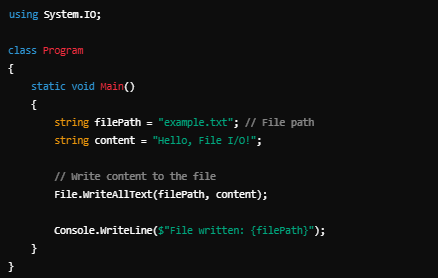 using System.IO;
class Program
{
static void Main()
{
string filePath = "example.txt"; // File path
string content = "Hello, File I/O!";
// Write content to the file
File.WriteAllText(filePath, content);
Console.WriteLine($"File written: {filePath}");
}
}